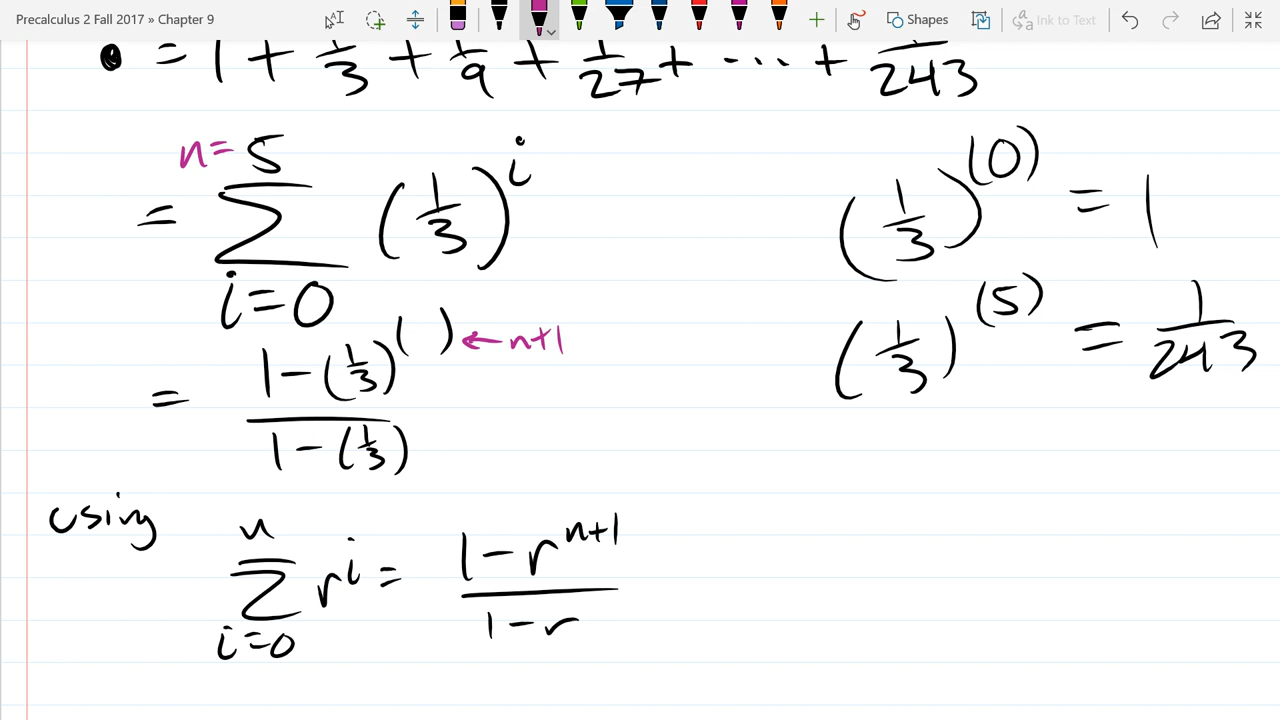 Precalculus 2 Fall 2017 » Chapter 9
Shapes
Ink to Text
= 1 + 1/3 + 1/9 + 1/27 + ... + 1/243
n= 5
= Σ (1/3)^i
i=0
(1/3)^(0) = 1
(1/3)^(5) = 1/243
= (1-(1/3)^( )) / (1-(1/3)) ← n+1
using
n
Σ r^i = (1-r^(n+1)) / (1-r)
i=0